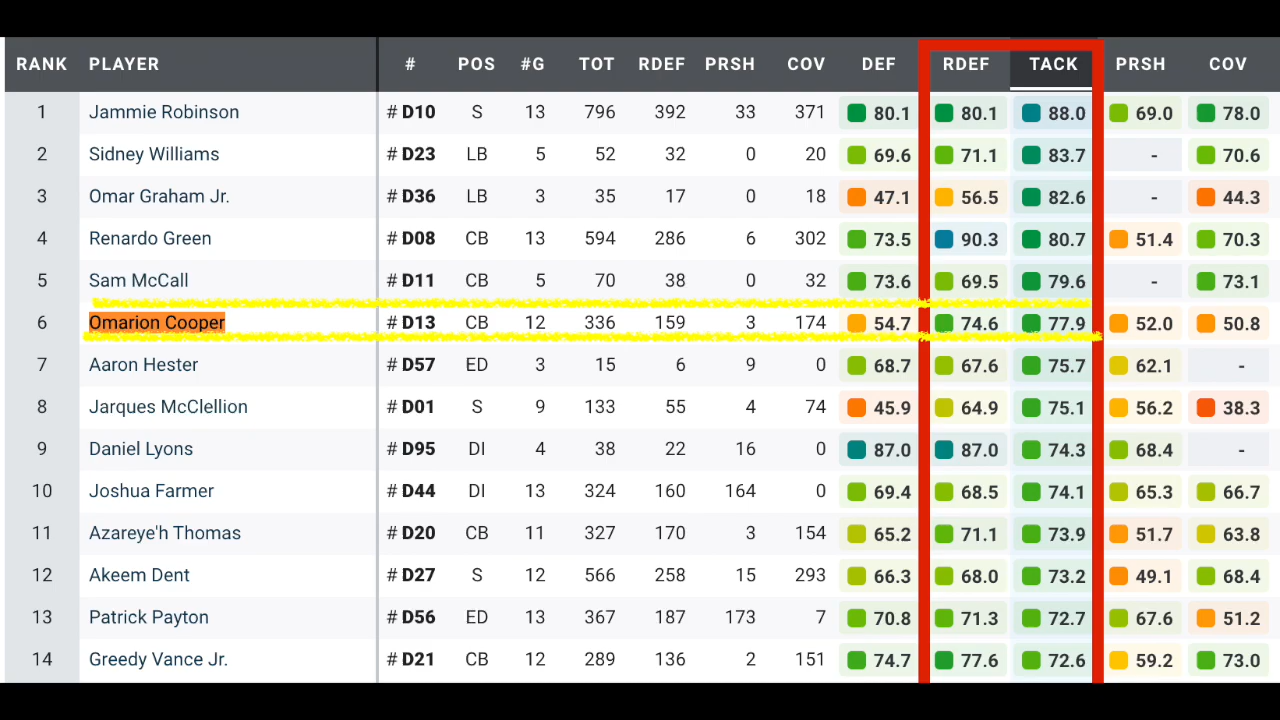 RANK PLAYER # POS #G TOT RDEF PRSH COV DEF RDEF TACK PRSH COV
1 Jammie Robinson # D10 S 13 796 392 33 371 80.1 80.1 88.0 69.0 78.0
2 Sidney Williams # D23 LB 5 52 32 0 20 69.6 71.1 83.7 - 70.6
3 Omar Graham Jr. # D36 LB 3 35 17 0 18 47.1 56.5 82.6 - 44.3
4 Renardo Green # D08 CB 13 594 286 6 302 73.5 90.3 80.7 51.4 70.3
5 Sam McCall # D11 CB 5 70 38 0 32 73.6 69.5 79.6 - 73.1
6 Omarion Cooper # D13 CB 12 336 159 3 174 54.7 74.6 77.9 52.0 50.8
7 Aaron Hester # D57 ED 3 15 6 9 0 68.7 67.6 75.7 62.1 -
8 Jarques McClellion # D01 S 9 133 55 4 74 45.9 64.9 75.1 56.2 38.3
9 Daniel Lyons # D95 DI 4 38 22 16 0 87.0 87.0 74.3 68.4 -
10 Joshua Farmer # D44 DI 13 324 160 164 0 69.4 68.5 74.1 65.3 66.7
11 Azareye'h Thomas # D20 CB 11 327 170 3 154 65.2 71.1 73.9 51.7 63.8
12 Akeem Dent # D27 S 12 566 258 15 293 66.3 68.0 73.2 49.1 68.4
13 Patrick Payton # D56 ED 13 367 187 173 7 70.8 71.3 72.7 67.6 51.2
14 Greedy Vance Jr. # D21 CB 12 289 136 2 151 74.7 77.6 72.6 59.2 73.0